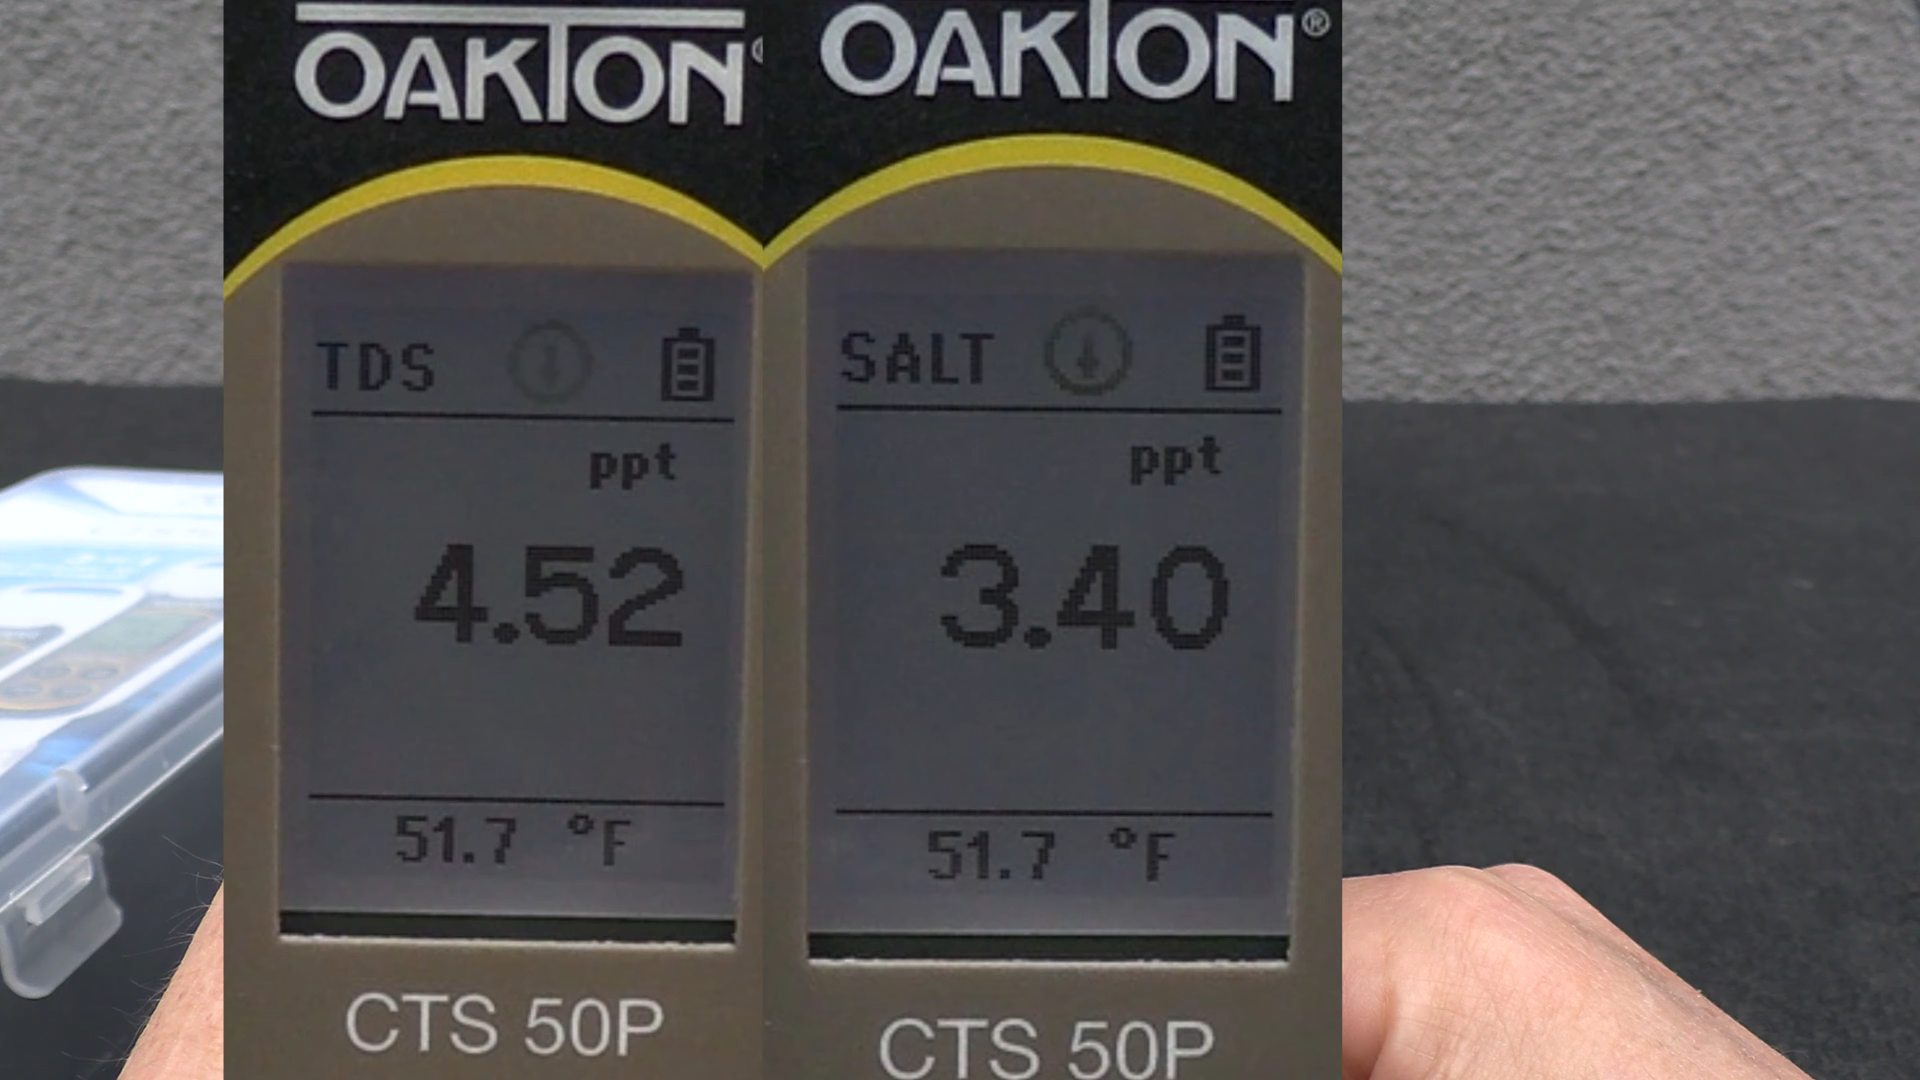 OAKTON
TDS
ppt
4.52
51.7 °F
CTS 50P
OAKTON®
SALT
ppt
3.40
51.7 °F
CTS 50P